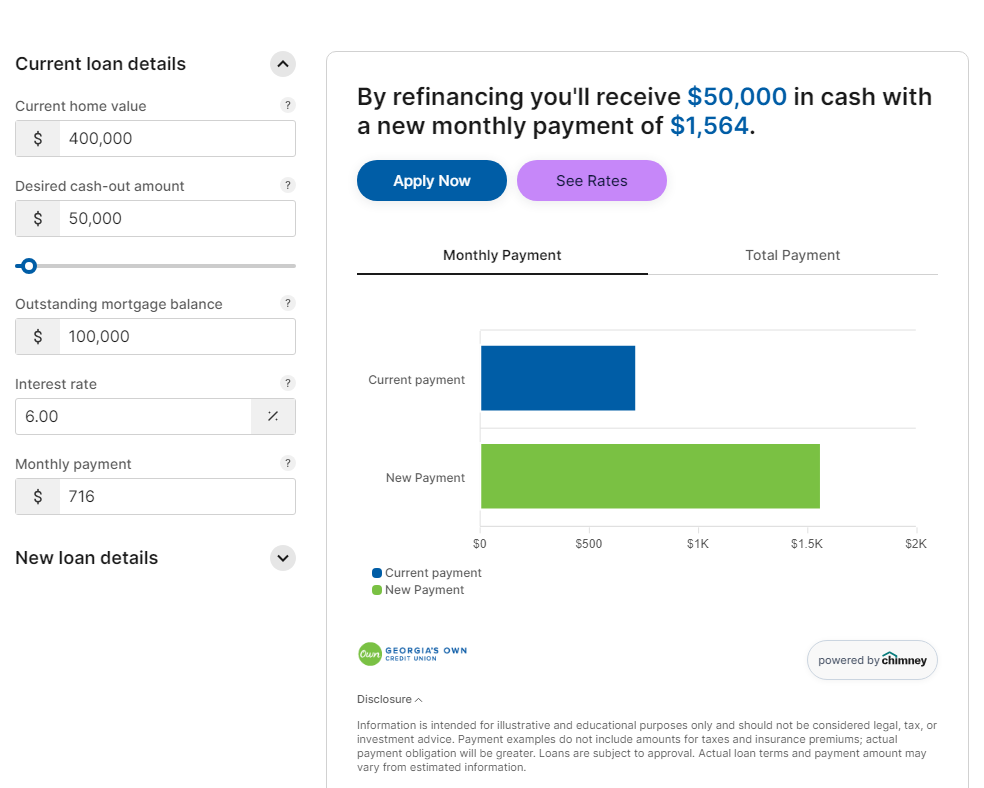 Current loan details
Current home value
?
$
400,000
Desired cash-out amount
?
$
50,000
Outstanding mortgage balance
?
$
100,000
Interest rate
?
6.00
٪
Monthly payment
?
$
716
New loan details
By refinancing you'll receive $50,000 in cash with
a new monthly payment of $1,564.
Apply Now
See Rates
Monthly Payment
Total Payment
Current payment
New Payment
$0
$500
$1K
$1.5K
$2K
Current payment
New Payment
Own
GEORGIA'S OWN
CREDIT UNION
powered by chimney
Disclosure
Information is intended for illustrative and educational purposes only and should not be considered legal, tax, or
investment advice. Payment examples do not include amounts for taxes and insurance premiums; actual
payment obligation will be greater. Loans are subject to approval. Actual loan terms and payment amount may
vary from estimated information.